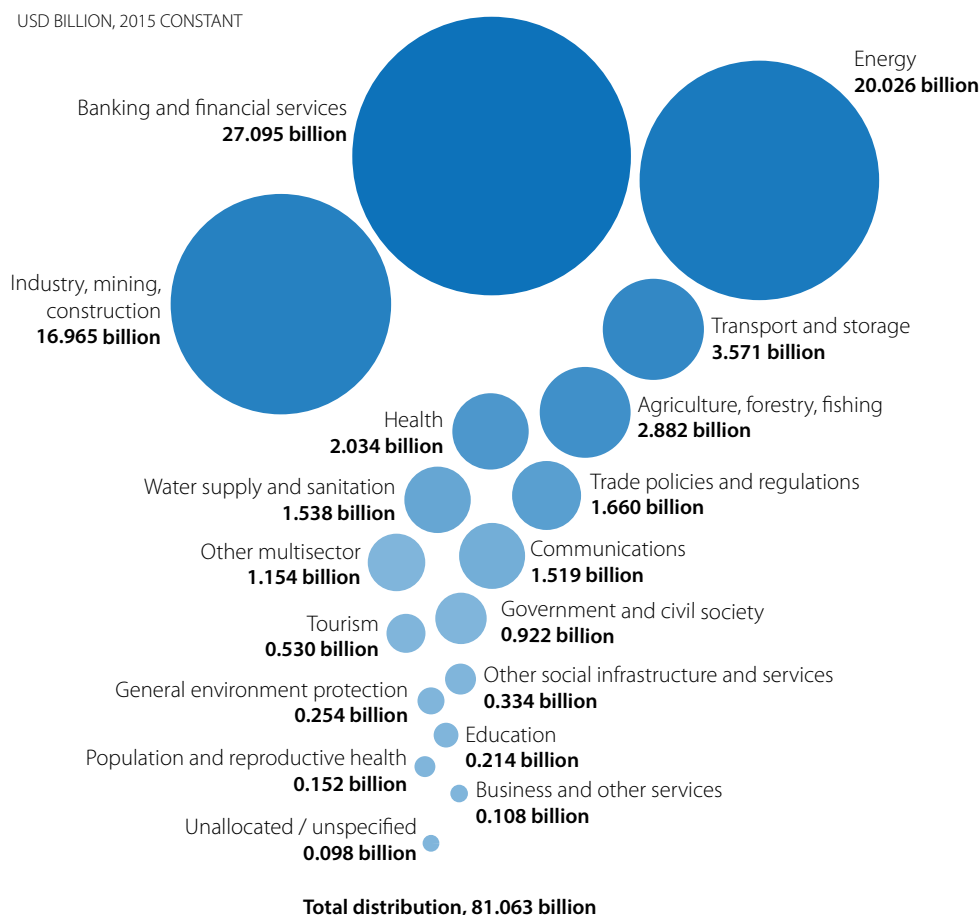 USD BILLION, 2015 CONSTANT
Energy
20.026 billion
Banking and financial services
27.095 billion
Industry, mining,
construction
16.965 billion
Transport and storage
3.571 billion
Agriculture, forestry, fishing
2.882 billion
Health
2.034 billion
Trade policies and regulations
1.660 billion
Water supply and sanitation
1.538 billion
Communications
1.519 billion
Other multisector
1.154 billion
Government and civil society
0.922 billion
Tourism
0.530 billion
Other social infrastructure and services
0.334 billion
General environment protection
0.254 billion
Education
0.214 billion
Population and reproductive health
0.152 billion
Business and other services
0.108 billion
Unallocated / unspecified
0.098 billion
Total distribution, 81.063 billion